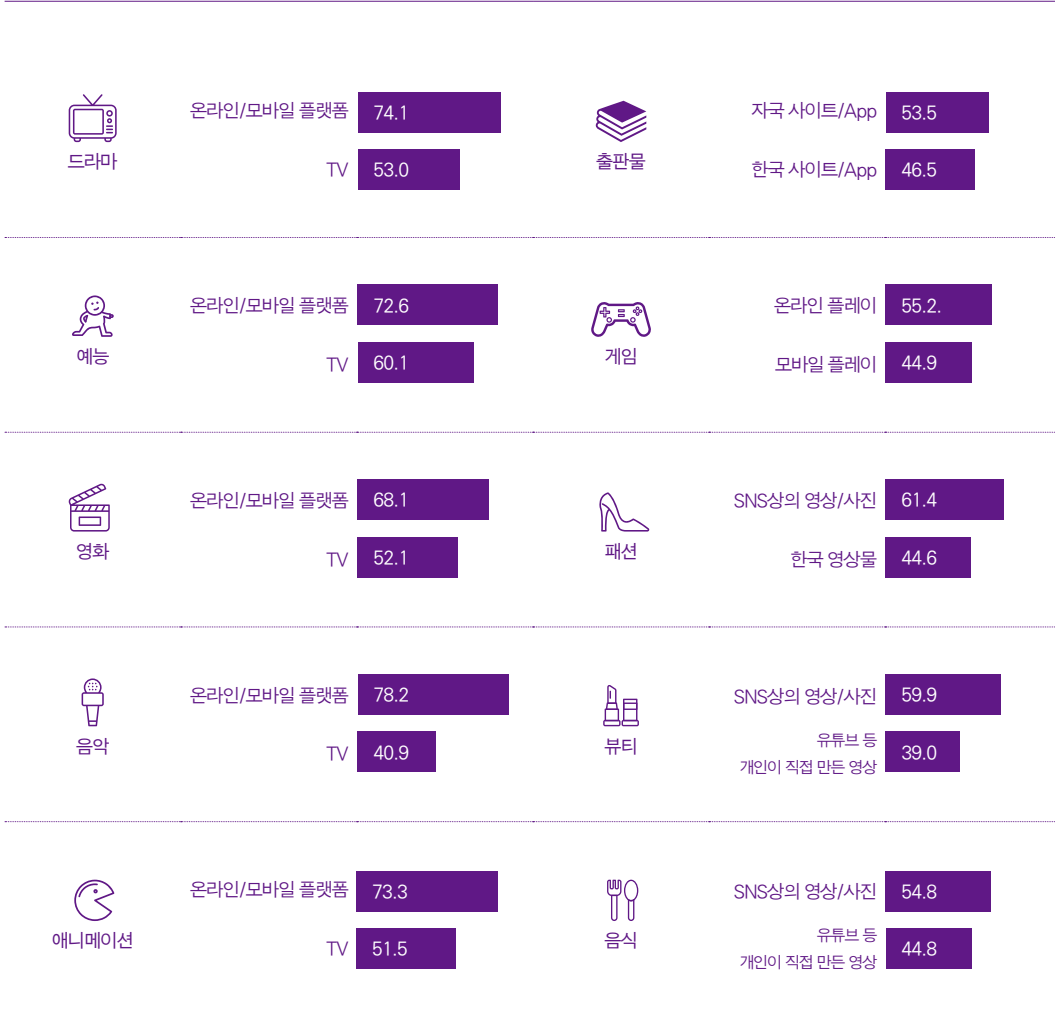 드라마
온라인/모바일 플랫폼 74.1
TV 53.0
출판물
자국 사이트/App 53.5
한국 사이트/App 46.5
예능
온라인/모바일 플랫폼 72.6
TV 60.1
게임
온라인 플레이 55.2.
모바일 플레이 44.9
영화
온라인/모바일 플랫폼 68.1
TV 52.1
패션
SNS상의 영상/사진 61.4
한국 영상물 44.6
음악
온라인/모바일 플랫폼 78.2
TV 40.9
뷰티
SNS상의 영상/사진 59.9
유튜브 등
개인이 직접 만든 영상 39.0
애니메이션
온라인/모바일 플랫폼 73.3
TV 51.5
음식
SNS상의 영상/사진 54.8
유튜브 등
개인이 직접 만든 영상 44.8